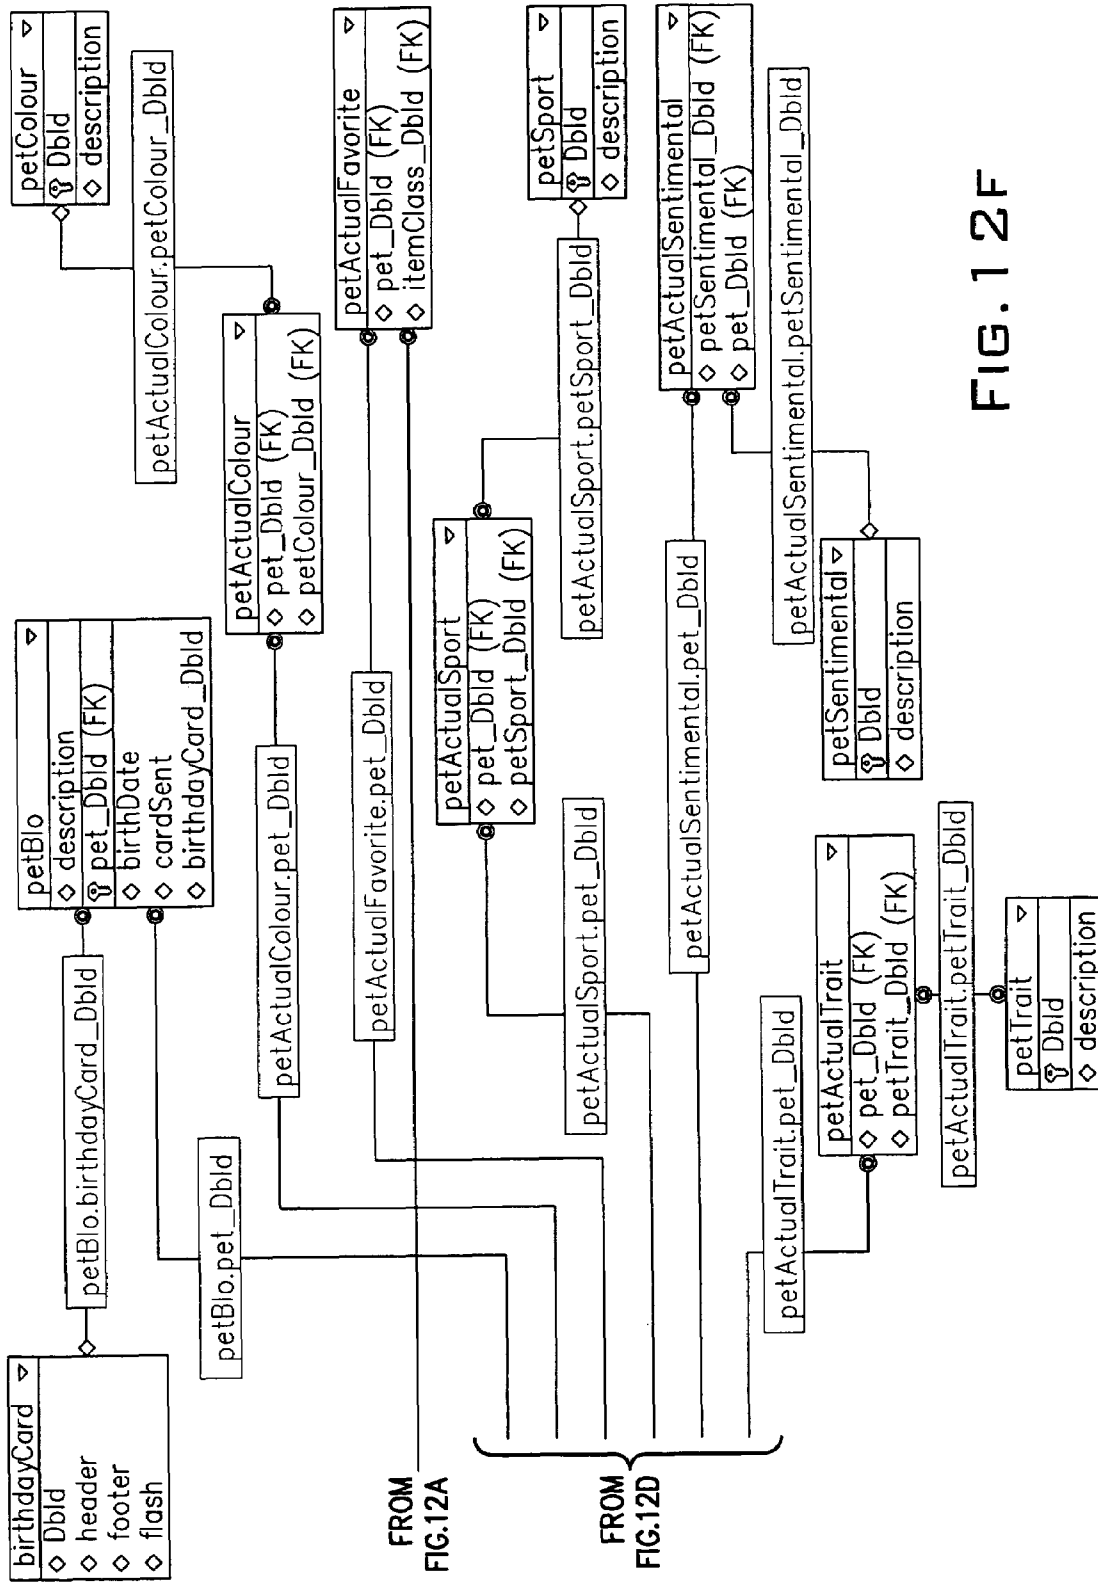 birthdayCard
DbId
header
footer
flash
petBIo.birthdayCard_DbId
petBIo
description
pet_DbId (FK)
birthDate
cardSent
birthdayCard_DbId
petBIo.pet_DbId
petColour
DbId
description
petActualColour.petColour_DbId
petActualColour
pet_DbId (FK)
petColour_DbId (FK)
petActualColour.pet_DbId
petActualFavorite
pet_DbId (FK)
itemClass_DbId (FK)
petActualFavorite.pet_DbId
FROM
FIG.12A
petSport
DbId
description
petActualSport.petSport_DbId
petActualSport
pet_DbId (FK)
petSport_DbId (FK)
petActualSport.pet_DbId
FROM
FIG.12D
petActualSentimental
petSentimental_DbId (FK)
pet_DbId (FK)
petActualSentimental.pet_DbId
petActualSentimental.petSentimental_DbId
petSentimental
DbId
description
petActualTrait.pet_DbId
petActualTrait
pet_DbId (FK)
petTrait_DbId (FK)
petActualTrait.petTrait_DbId
petTrait
DbId
description
FIG.12F